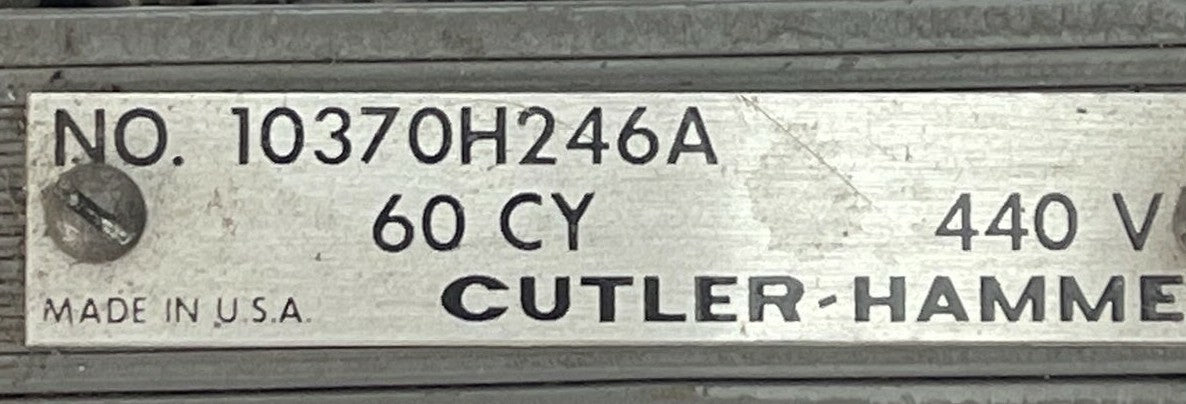 NO. 10370H246A
60 CY 440 V
MADE IN U.S.A. CUTLER-HAMME